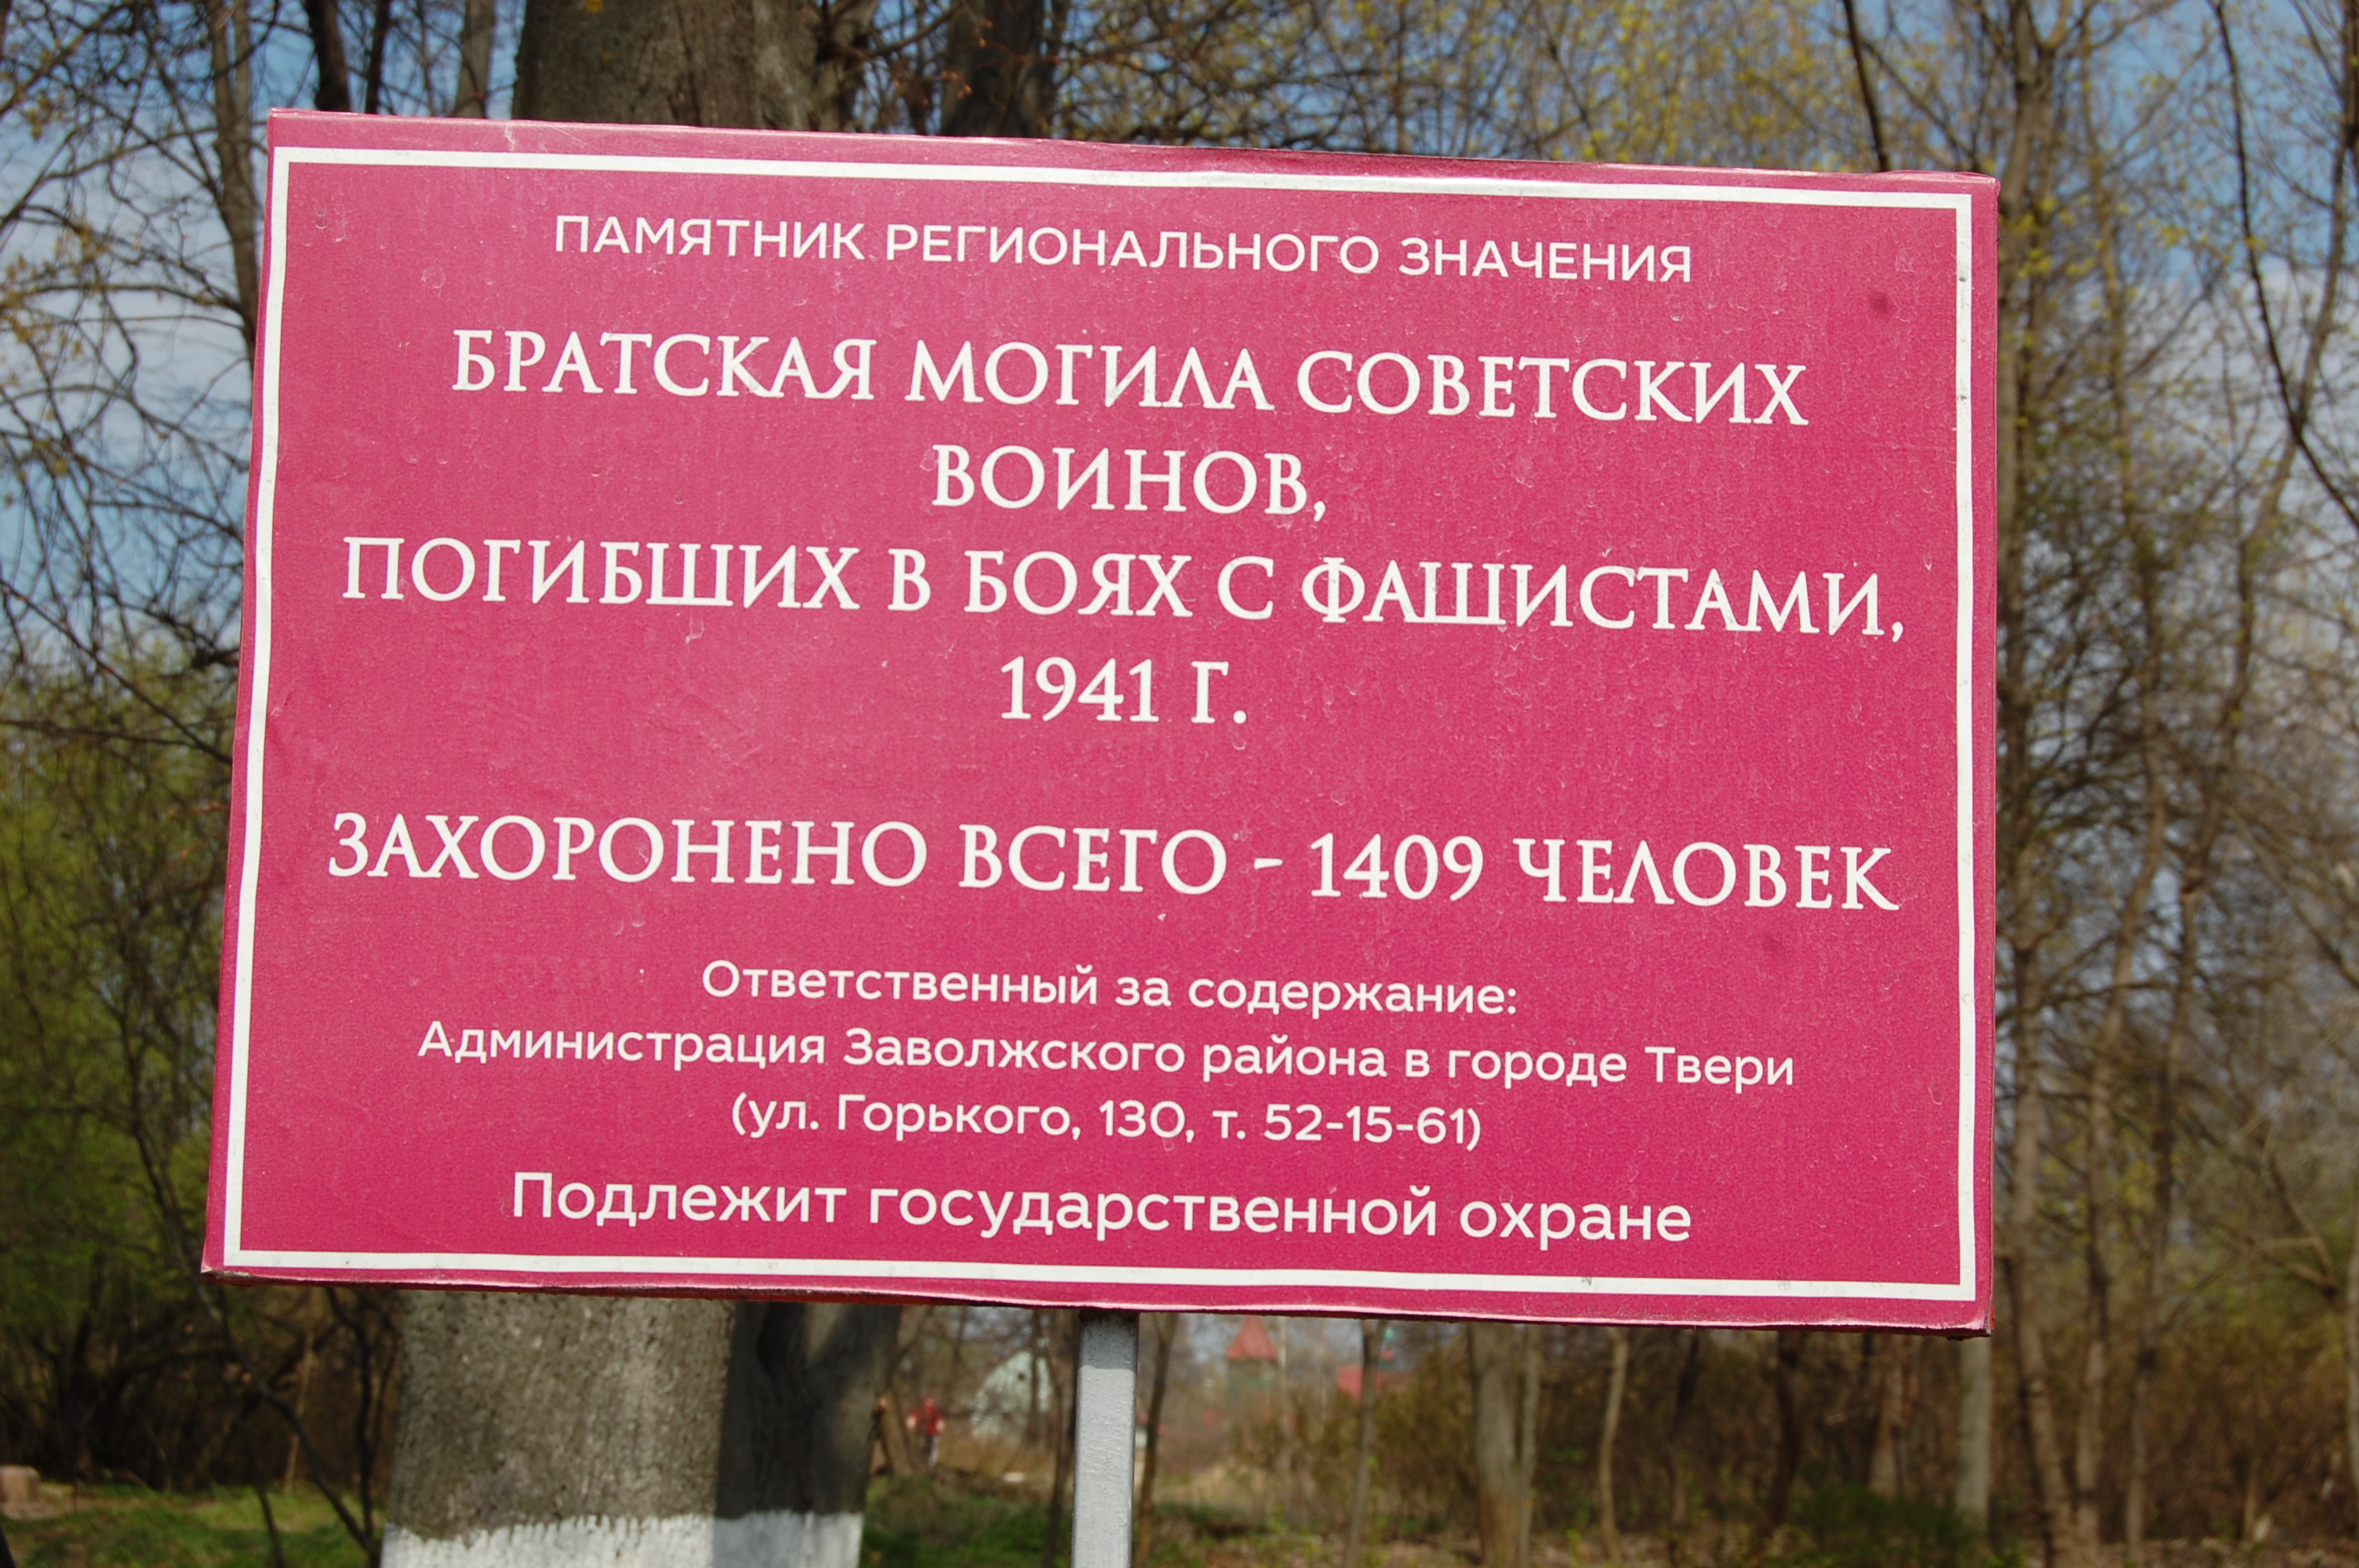 ПАМЯТНИК РЕГИОНАЛЬНОГО ЗНАЧЕНИЯ
БРАТСКАЯ МОГИЛА СОВЕТСКИХ
ВОИНОВ,
ПОГИБШИХ В БОЯХ С ФАШИСТАМИ,
1941 Г.
ЗАХОРОНЕНО ВСЕГО - 1409 ЧЕЛОВЕК
Ответственный за содержание:
Администрация Заволжского района в городе Твери
(ул. Горького, 130, т. 52-15-61)
Подлежит государственной охране